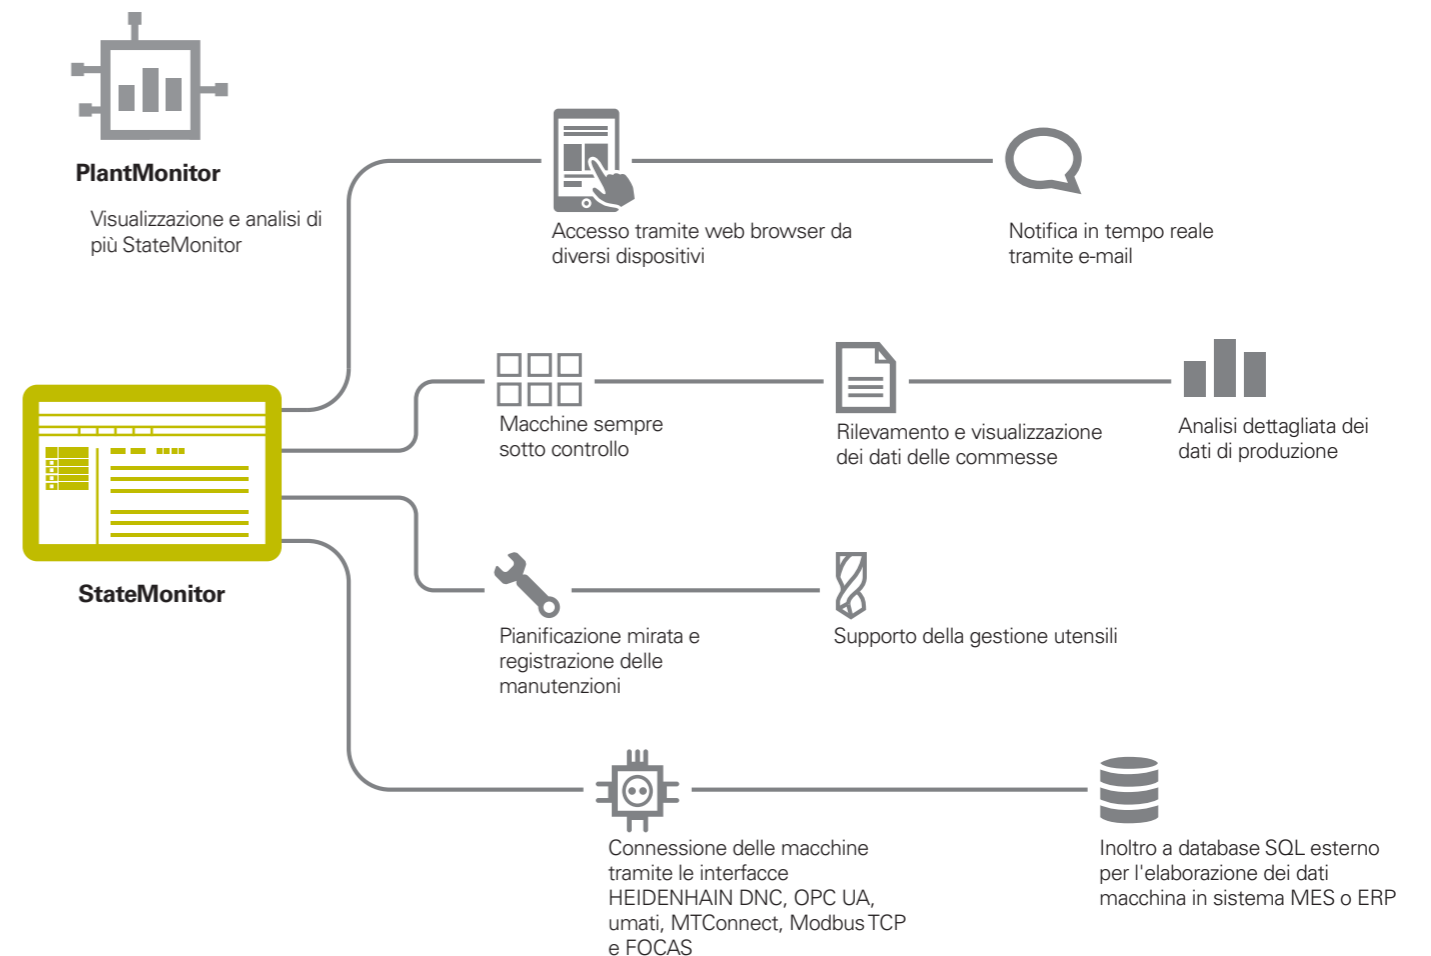 PlantMonitor
Visualizzazione e analisi di
più StateMonitor
Accesso tramite web browser da
diversi dispositivi
Notifica in tempo reale
tramite e-mail
Macchine sempre
sotto controllo
Rilevamento e visualizzazione
dei dati delle commesse
Analisi dettagliata dei
dati di produzione
StateMonitor
Pianificazione mirata e
registrazione delle
manutenzioni
Supporto della gestione utensili
Connessione delle macchine
tramite le interfacce
HEIDENHAIN DNC, OPC UA,
umati, MTConnect, Modbus TCP
e FOCAS
Inoltro a database SQL esterno
per l'elaborazione dei dati
macchina in sistema MES o ERP